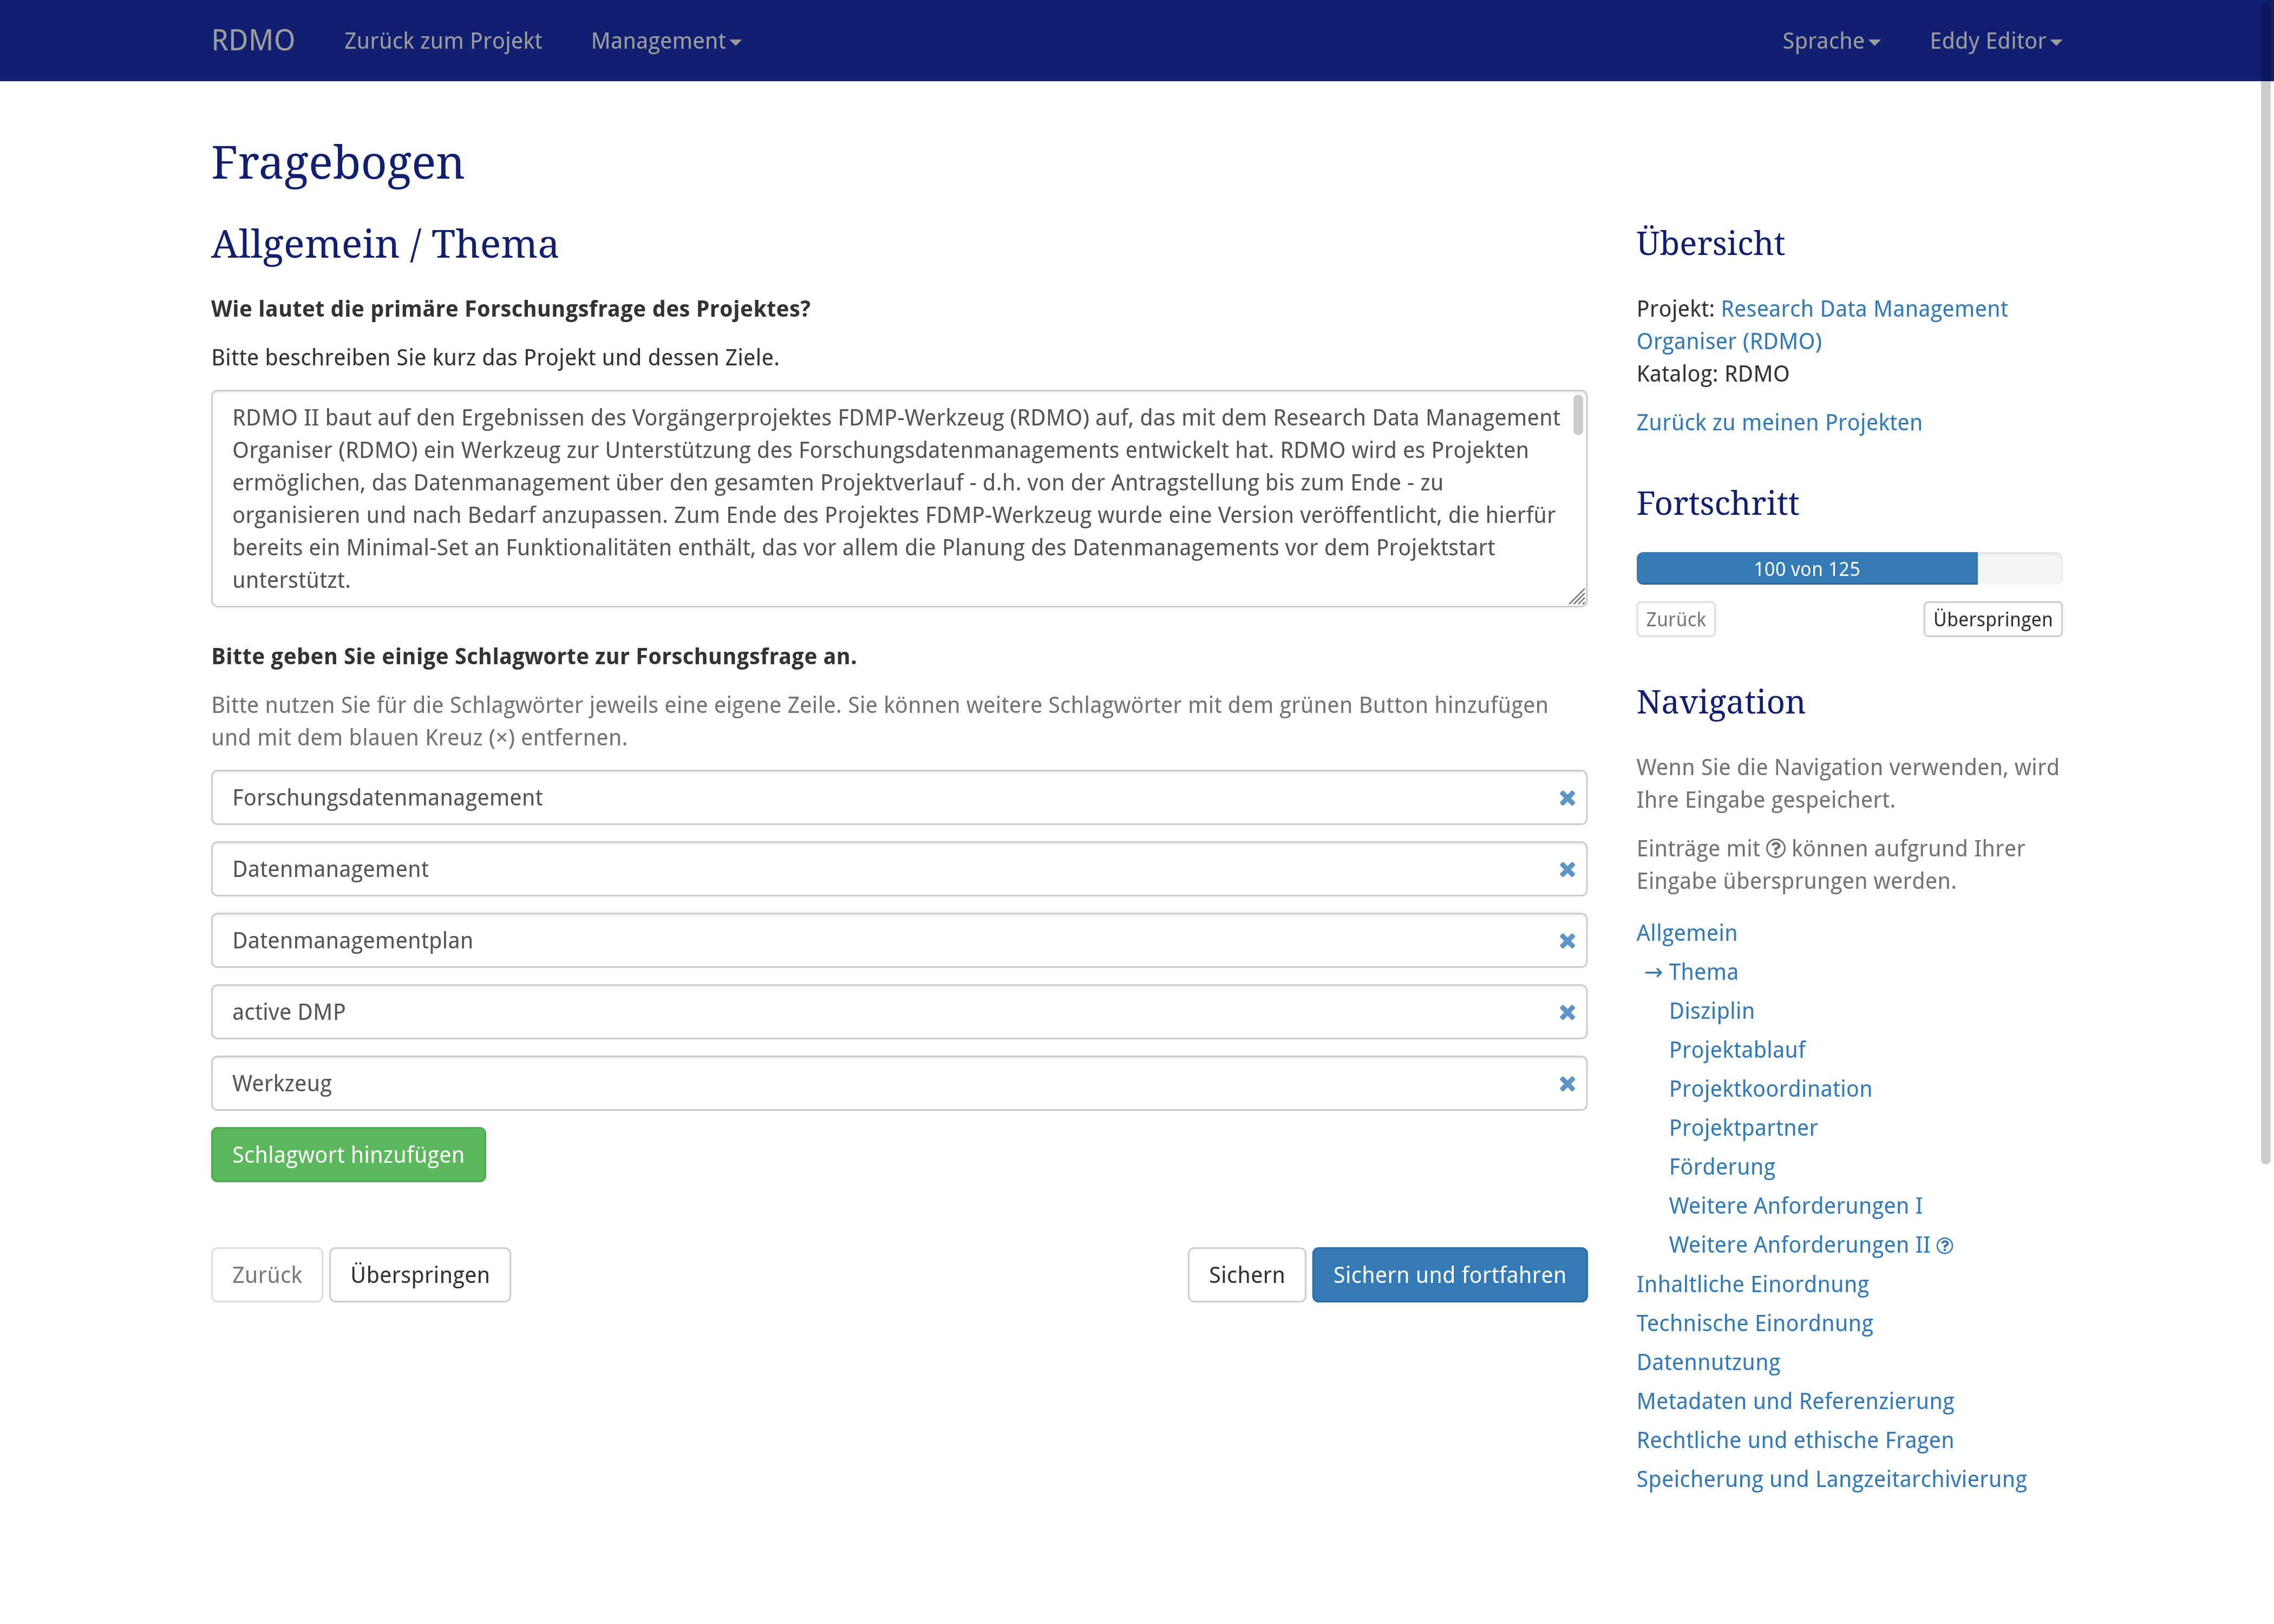 RDMO Zurück zum Projekt Management Sprache Eddy Editor
Fragebogen
Allgemein / Thema
Wie lautet die primäre Forschungsfrage des Projektes?
Bitte beschreiben Sie kurz das Projekt und dessen Ziele.
RDMO II baut auf den Ergebnissen des Vorgängerprojektes FDMP-Werkzeug (RDMO) auf, das mit dem Research Data Management
Organiser (RDMO) ein Werkzeug zur Unterstützung des Forschungsdatenmanagements entwickelt hat. RDMO wird es Projekten
ermöglichen, das Datenmanagement über den gesamten Projektverlauf - d.h. von der Antragstellung bis zum Ende - zu
organisieren und nach Bedarf anzupassen. Zum Ende des Projektes FDMP-Werkzeug wurde eine Version veröffentlicht, die hierfür
bereits ein Minimal-Set an Funktionalitäten enthält, das vor allem die Planung des Datenmanagements vor dem Projektstart
unterstützt.
Bitte geben Sie einige Schlagworte zur Forschungsfrage an.
Bitte nutzen Sie für die Schlagwörter jeweils eine eigene Zeile. Sie können weitere Schlagwörter mit dem grünen Button hinzufügen
und mit dem blauen Kreuz (×) entfernen.
Forschungsdatenmanagement
Datenmanagement
Datenmanagementplan
active DMP
Werkzeug
Schlagwort hinzufügen
Zurück Überspringen Sichern Sichern und fortfahren
Übersicht
Projekt: Research Data Management
Organiser (RDMO)
Katalog: RDMO
Zurück zu meinen Projekten
Fortschritt
100 von 125
Zurück Überspringen
Navigation
Wenn Sie die Navigation verwenden, wird
Ihre Eingabe gespeichert.
Einträge mit ? können aufgrund Ihrer
Eingabe übersprungen werden.
Allgemein
→ Thema
Disziplin
Projektablauf
Projektkoordination
Projektpartner
Förderung
Weitere Anforderungen I
Weitere Anforderungen II ?
Inhaltliche Einordnung
Technische Einordnung
Datennutzung
Metadaten und Referenzierung
Rechtliche und ethische Fragen
Speicherung und Langzeitarchivierung